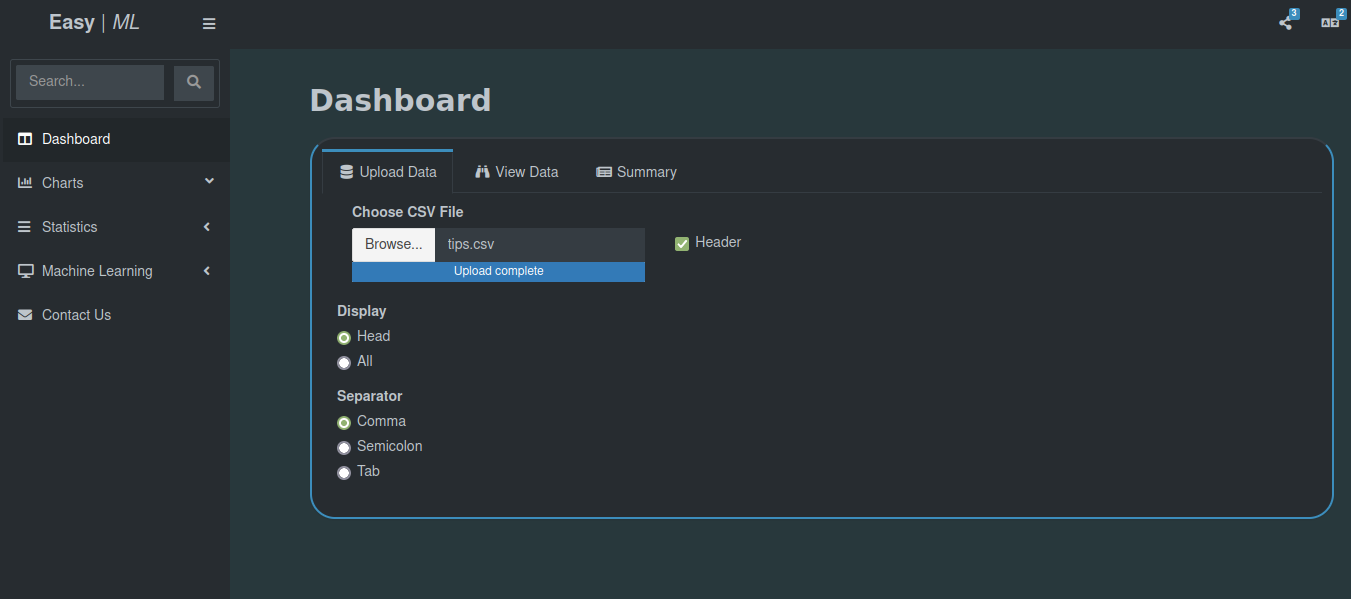 Easy | ML
3
2
Search...
Dashboard
Charts
Statistics
Machine Learning
Contact Us
Dashboard
Upload Data View Data Summary
Choose CSV File
Browse... tips.csv
Header
Upload complete
Display
Head
All
Separator
Comma
Semicolon
Tab